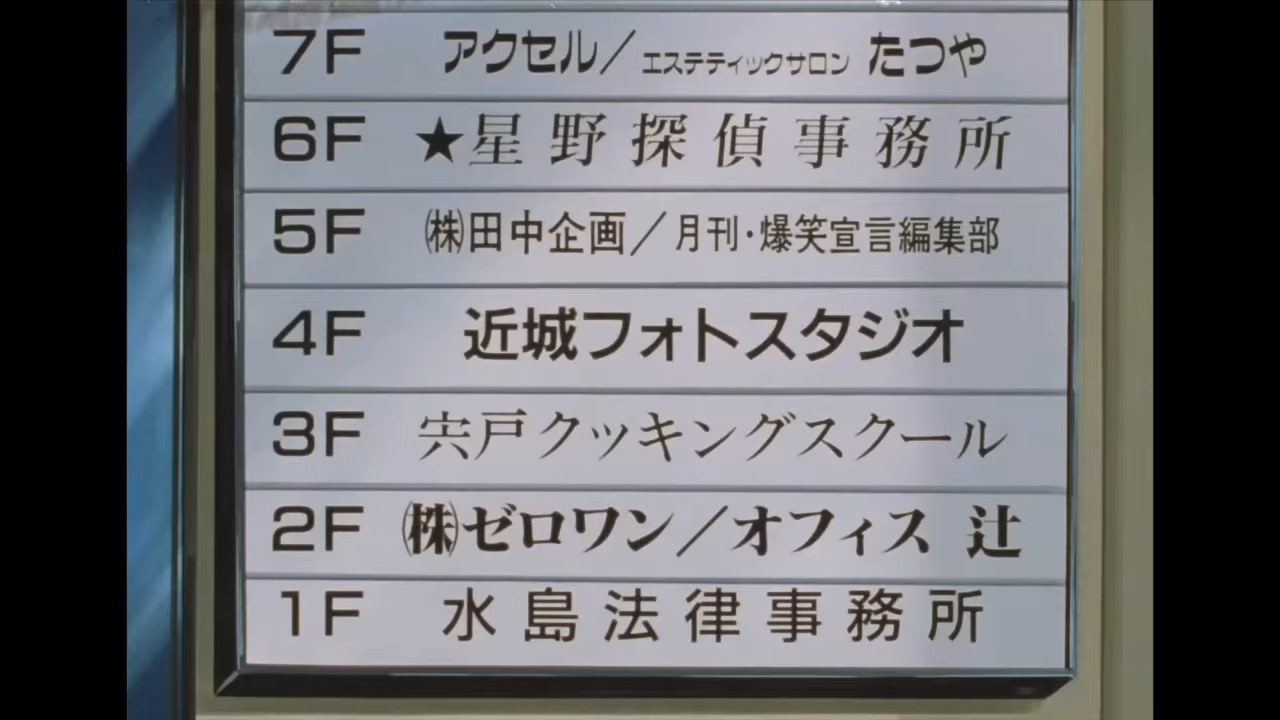 7F アクセル/エステティックサロン たつや
6F ★星野探偵事務所
5F ㈱田中企画/月刊・爆笑宣言編集部
4F 近城フォトスタジオ
3F 宍戸クッキングスクール
2F ㈱ゼロワン/オフィス 辻
1F 水島法律事務所